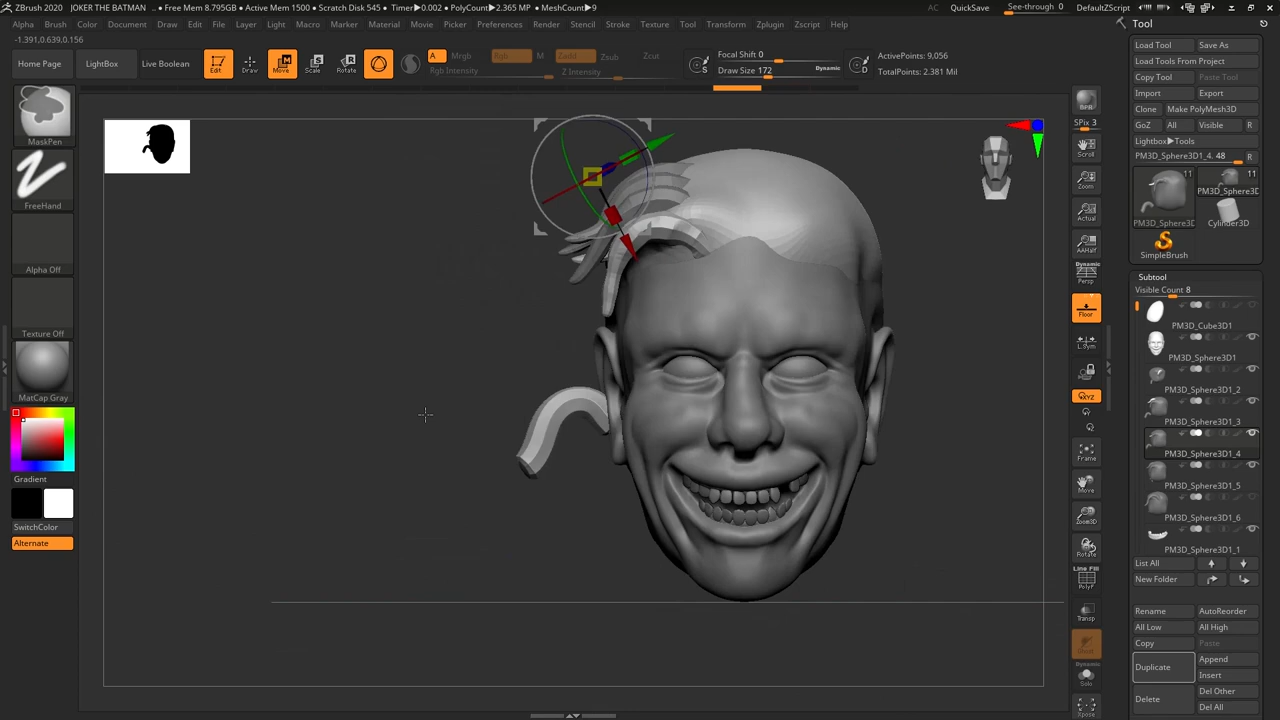 ZBrush 2020 JOKER THE BATMAN .. • Free Mem 8.795GB • Active Mem 1500 • Scratch Disk 545 • Timer▶0.002 • PolyCount▶2.365 MP • MeshCount▶9 AC QuickSave See-through 0 Menus DefaultZScript
Alpha Brush Color Document Draw Edit File Layer Light Macro Marker Material Movie Picker Preferences Render Stencil Stroke Texture Tool Transform Zplugin Zscript Help
-1.391,0.639,0.156
Home Page LightBox Live Boolean Edit Draw Move Scale Rotate A Mrgb Rgb M Zadd Zsub Zcut
Rgb Intensity Z Intensity
Focal Shift 0
Draw Size 172 Dynamic
ActivePoints: 9,056
TotalPoints: 2.381 Mil
S
D
MaskPen
FreeHand
Alpha Off
Texture Off
MatCap Gray
Gradient
SwitchColor
Alternate
BPR
SPix 3
Scroll
Zoom
Actual
AAHalf
Dynamic
Persp
Floor
L.Sym
XYZ
Frame
Move
Zoom3D
Rotate
Line Fill
PolyF
Transp
Ghost
Dynamic
Solo
Xpose
Tool
Load Tool Save As
Load Tools From Project
Copy Tool Paste Tool
Import Export
Clone Make PolyMesh3D
GoZ All Visible R
Lightbox▶Tools
PM3D_Sphere3D1_4. 48 R
11 11
PM3D_Sphere3D
PM3D_Sphere3D Cylinder3D
SimpleBrush
Subtool
Visible Count 8
PM3D_Cube3D1
PM3D_Sphere3D1
PM3D_Sphere3D1_2
PM3D_Sphere3D1_3
PM3D_Sphere3D1_4
PM3D_Sphere3D1_5
PM3D_Sphere3D1_6
PM3D_Sphere3D1_1
List All
New Folder
Rename AutoReorder
All Low All High
Copy Paste
Duplicate Append
Insert
Delete Del Other
Del All